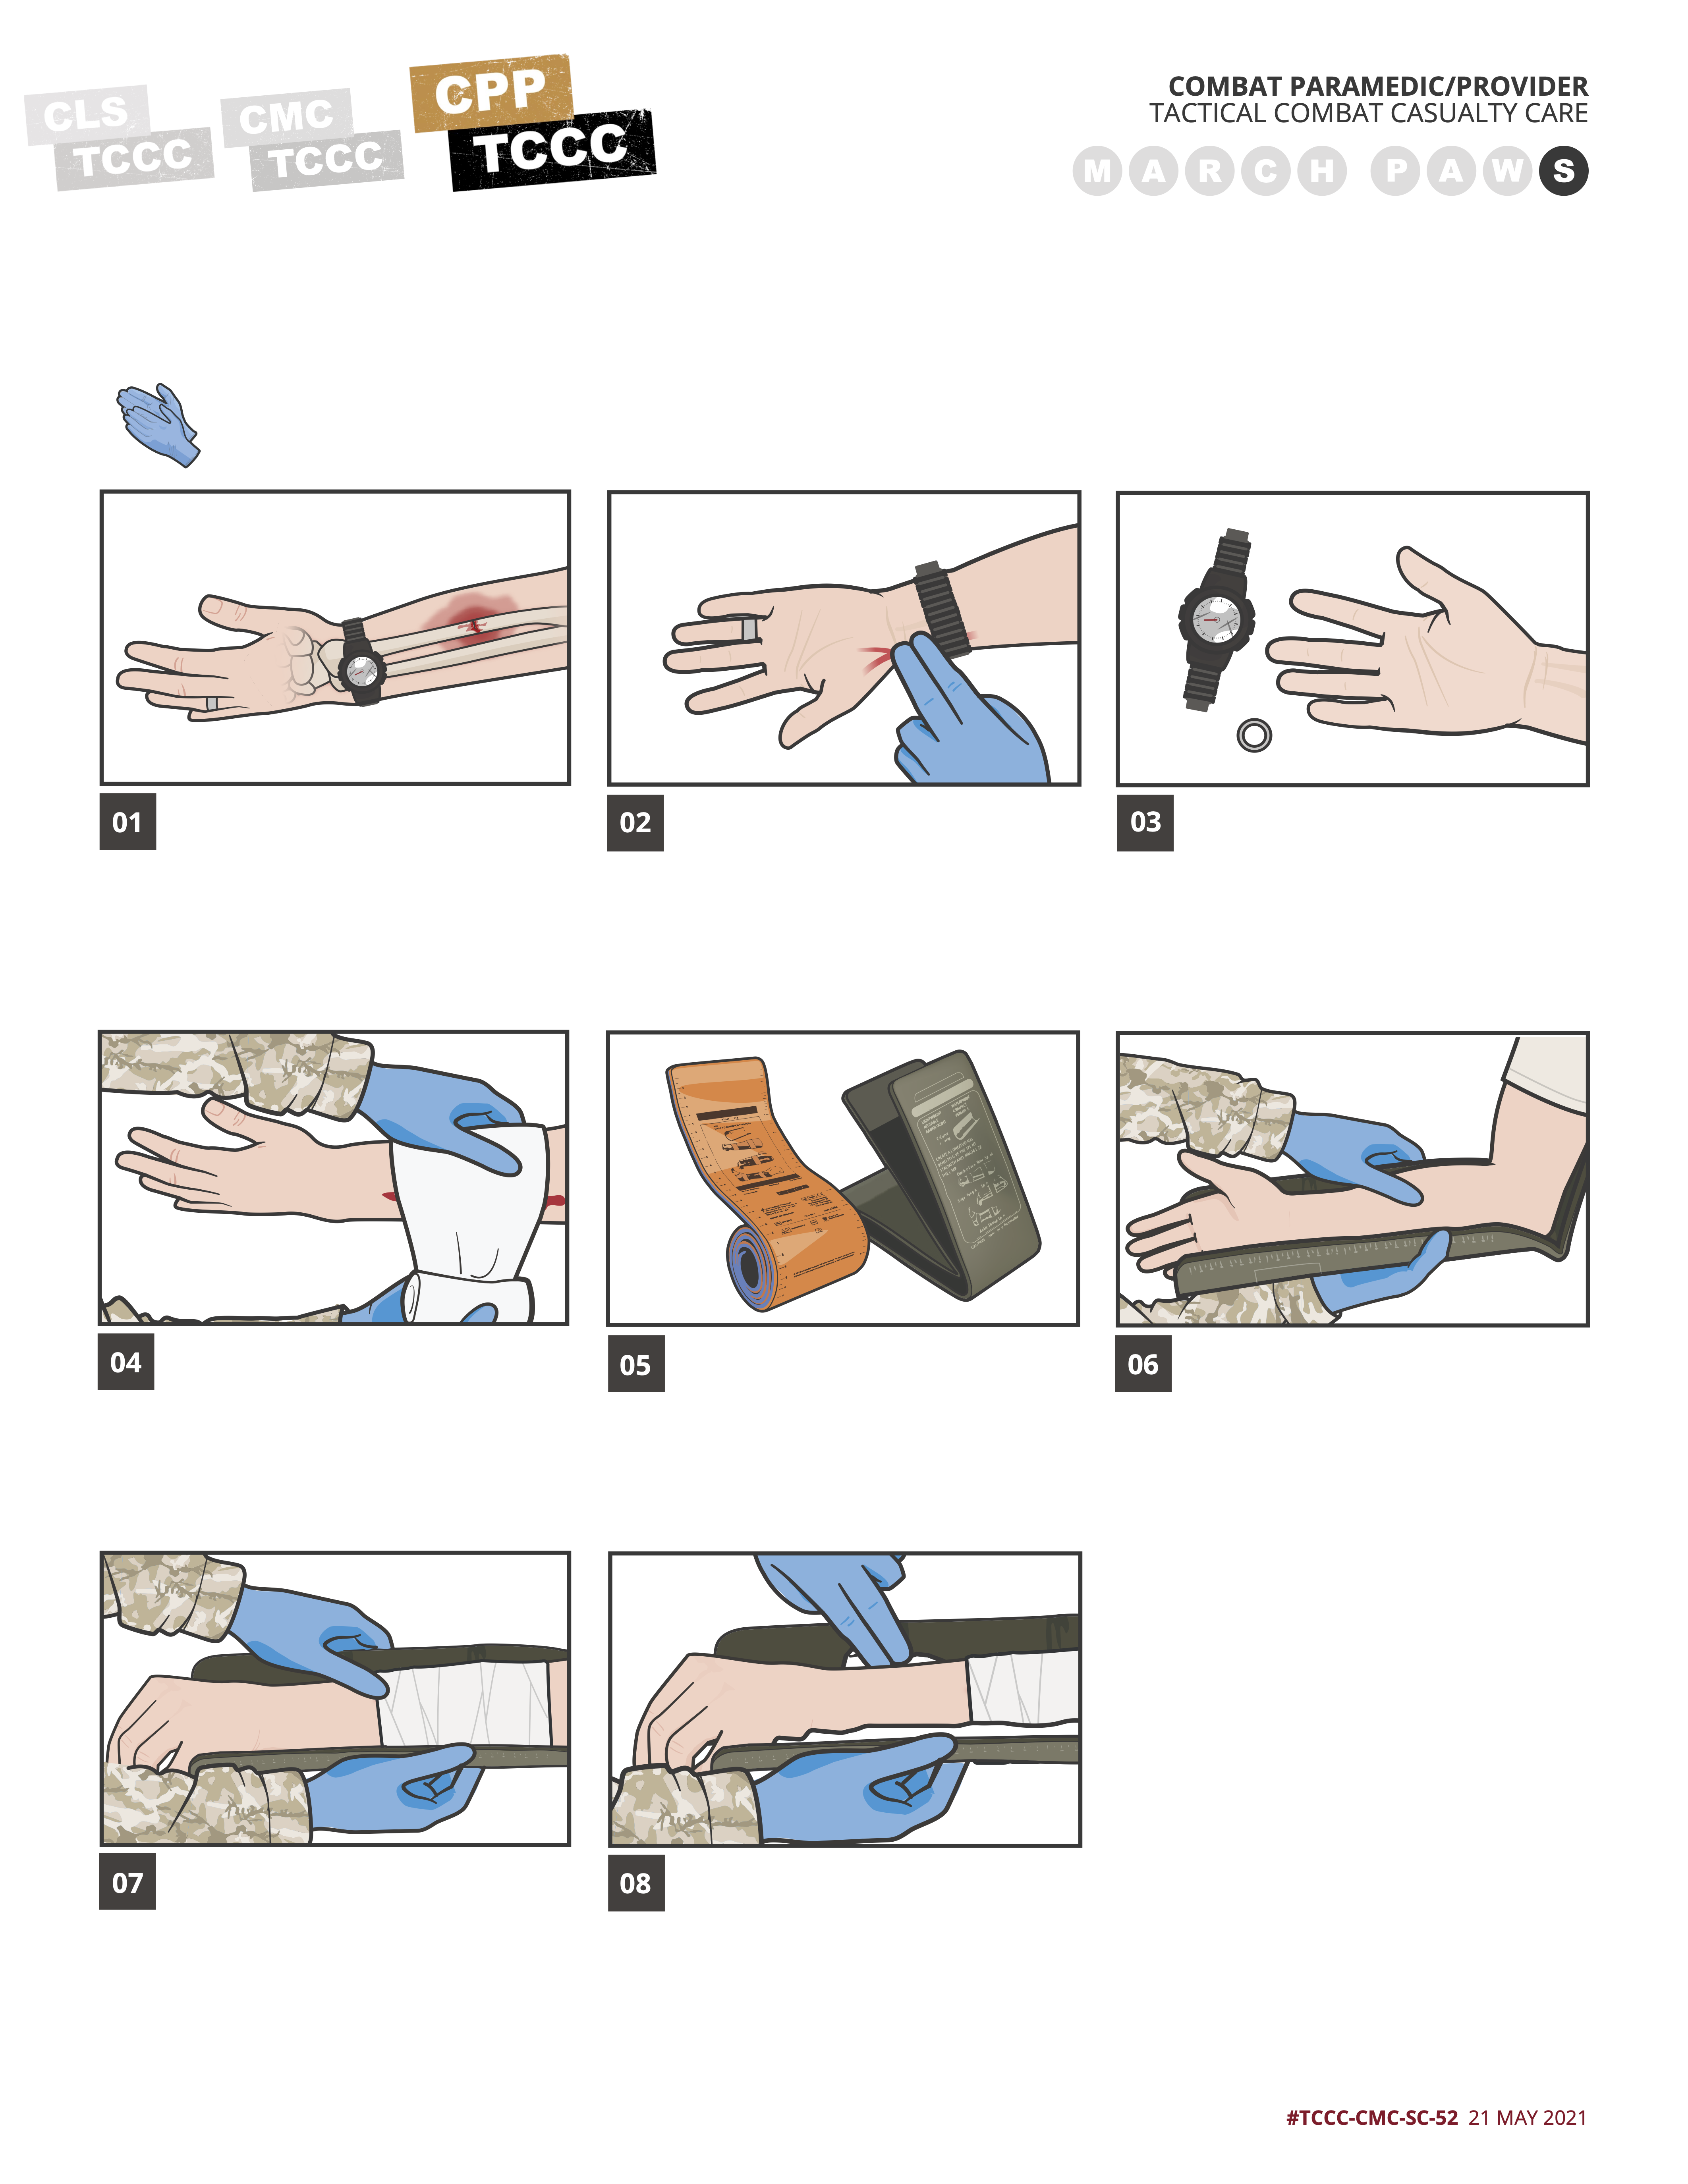 CLS
TCCC
CMC
TCCC
CPP
TCCC
COMBAT PARAMEDIC/PROVIDER
TACTICAL COMBAT CASUALTY CARE
M A R C H P A W S
01
02
03
04
05
06
07
08
#TCCC-CMC-SC-52 21 MAY 2021